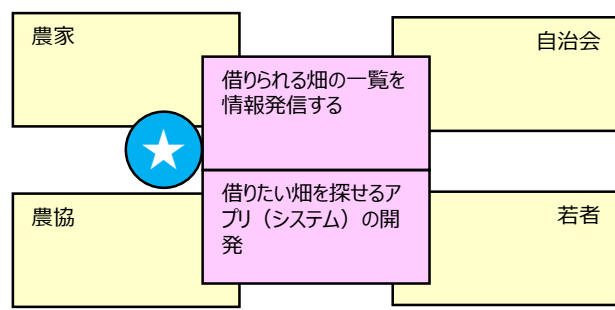 農家
自治会
借りられる畑の一覧を
情報発信する
借りたい畑を探せるア
プリ（システム）の開
発
農協
若者